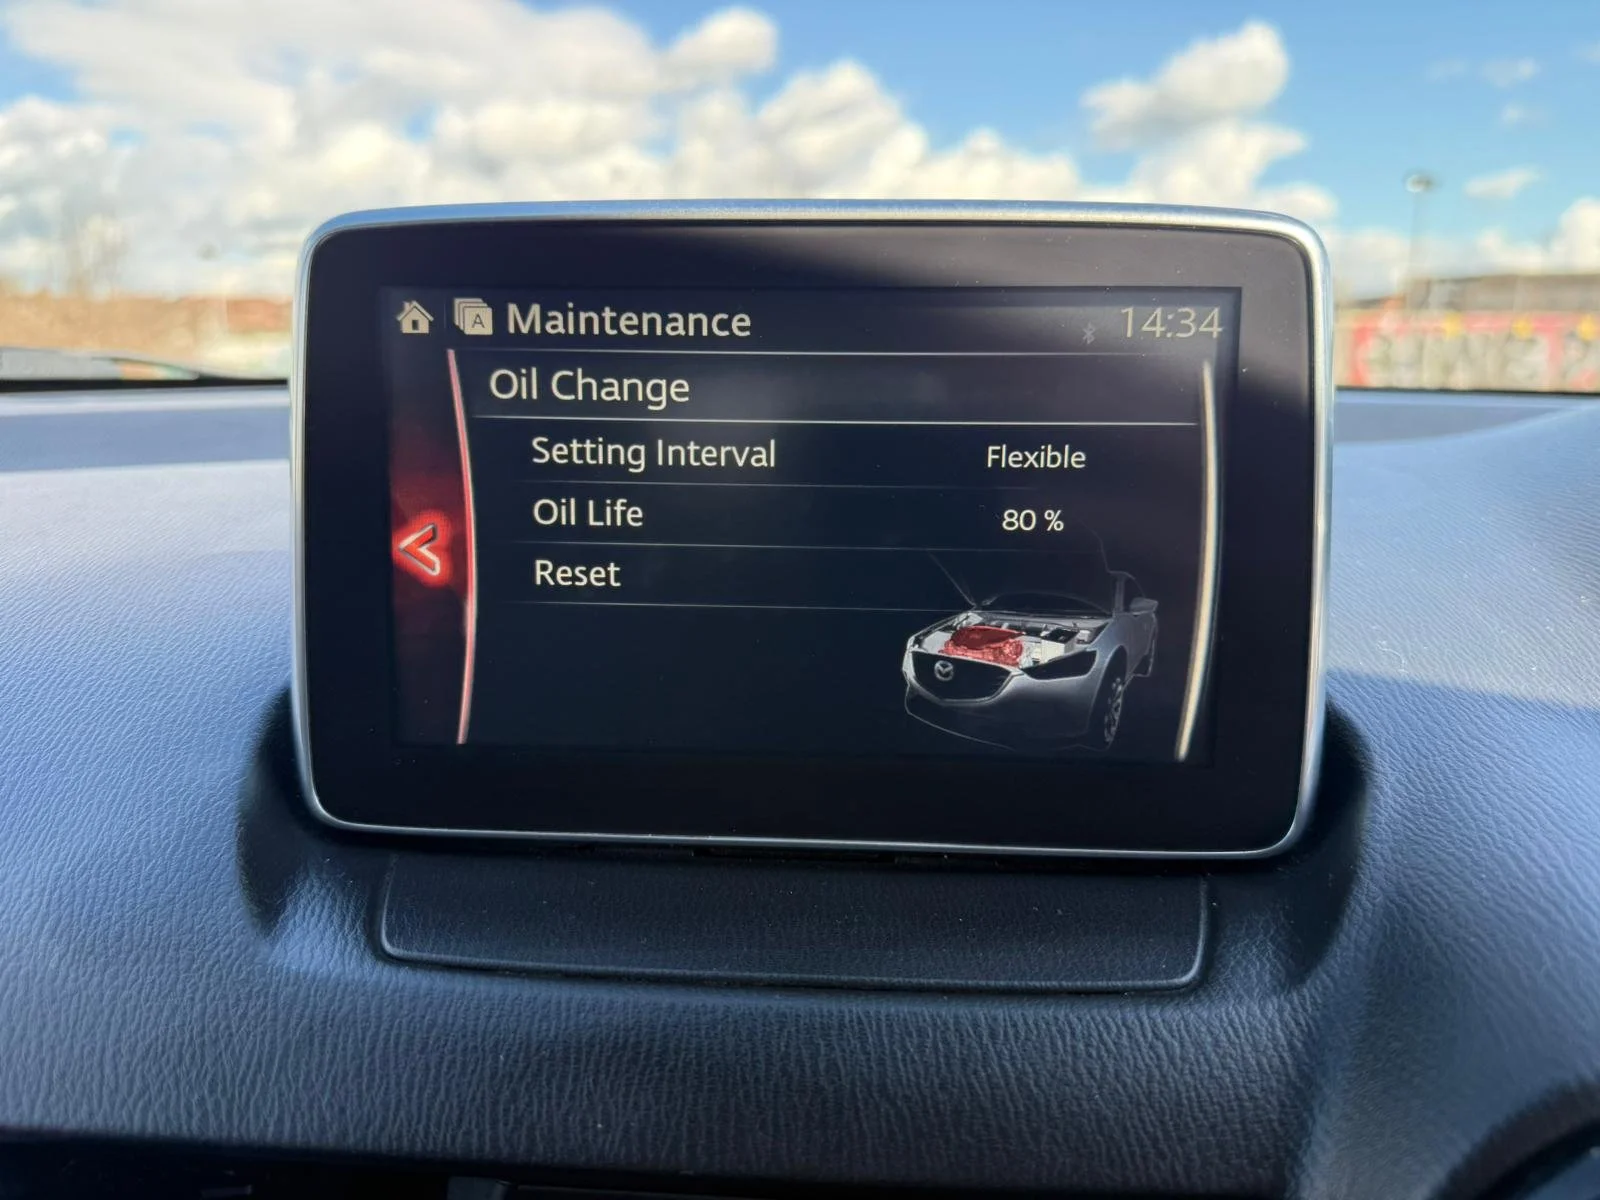 A Maintenance 14:34
Oil Change
Setting Interval Flexible
Oil Life 80 %
Reset